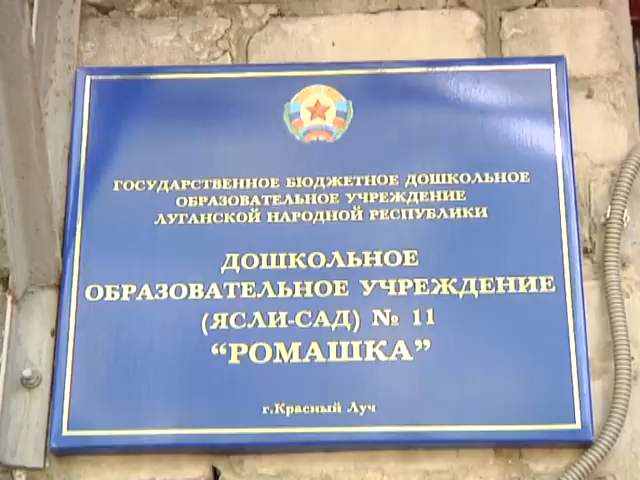 ГОСУДАРСТВЕННОЕ БЮДЖЕТНОЕ ДОШКОЛЬНОЕ
ОБРАЗОВАТЕЛЬНОЕ УЧРЕЖДЕНИЕ
ЛУГАНСКОЙ НАРОДНОЙ РЕСПУБЛИКИ
ДОШКОЛЬНОЕ
ОБРАЗОВАТЕЛЬНОЕ УЧРЕЖДЕНИЕ
(ЯСЛИ-САД) № 11
“РОМАШКА”
г.Красный Луч